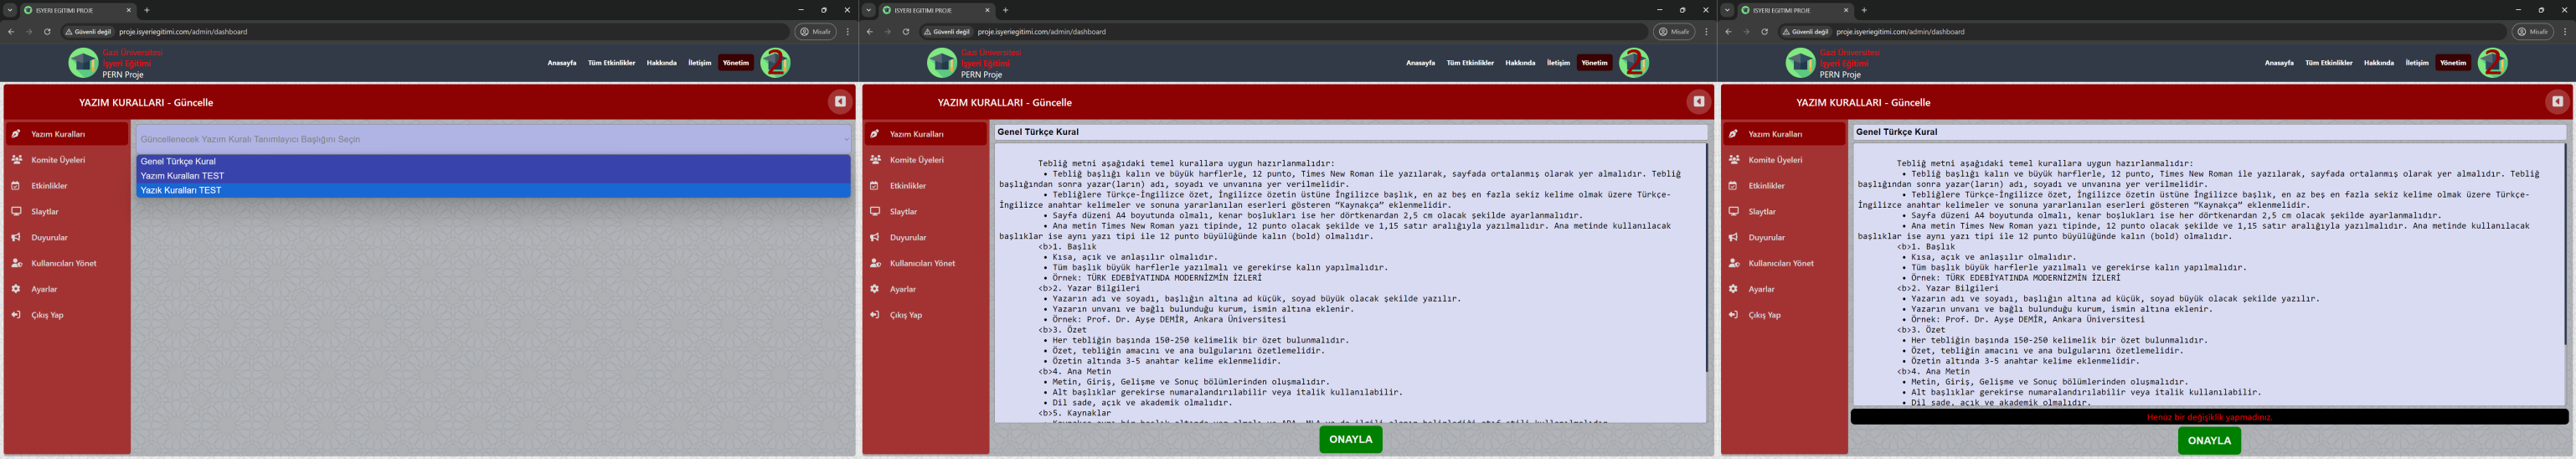 ISYERI EGITIMI PROJE
Güvenli değil
proje.isyeriegitimi.com/admin/dashboard
Misafir
Gazi Üniversitesi
İşyeri Eğitimi
PERN Proje
Anasayfa
Tüm Etkinlikler
Hakkında
İletişim
Yönetim
2
YAZIM KURALLARI - Güncelle
Yazım Kuralları
Komite Üyeleri
Etkinlikler
Slaytlar
Duyurular
Kullanıcıları Yönet
Ayarlar
Çıkış Yap
Güncellenecek Yazım Kuralı Tanımlayıcı Başlığını Seçin
Genel Türkçe Kural
Yazım Kuralları TEST
Yazık Kuralları TEST
ISYERI EGITIMI PROJE
Güvenli değil
proje.isyeriegitimi.com/admin/dashboard
Misafir
Gazi Üniversitesi
İşyeri Eğitimi
PERN Proje
Anasayfa
Tüm Etkinlikler
Hakkında
İletişim
Yönetim
2
YAZIM KURALLARI - Güncelle
Yazım Kuralları
Komite Üyeleri
Etkinlikler
Slaytlar
Duyurular
Kullanıcıları Yönet
Ayarlar
Çıkış Yap
Genel Türkçe Kural
Tebliğ metni aşağıdaki temel kurallara uygun hazırlanmalıdır:
• Tebliğ başlığı kalın ve büyük harflerle, 12 punto, Times New Roman ile yazılarak, sayfada ortalanmış olarak yer almalıdır. Tebliğ
başlığından sonra yazar(ların) adı, soyadı ve unvanına yer verilmelidir.
• Tebliğlere Türkçe-İngilizce özet, İngilizce özetin üstüne İngilizce başlık, en az beş en fazla sekiz kelime olmak üzere Türkçe-
İngilizce anahtar kelimeler ve sonuna yararlanılan eserleri gösteren “Kaynakça” eklenmelidir.
• Sayfa düzeni A4 boyutunda olmalı, kenar boşlukları ise her dörtkenardan 2,5 cm olacak şekilde ayarlanmalıdır.
• Ana metin Times New Roman yazı tipinde, 12 punto olacak şekilde ve 1,15 satır aralığıyla yazılmalıdır. Ana metinde kullanılacak
başlıklar ise aynı yazı tipi ile 12 punto büyülüğünde kalın (bold) olmalıdır.
<b>1. Başlık
• Kısa, açık ve anlaşılır olmalıdır.
• Tüm başlık büyük harflerle yazılmalı ve gerekirse kalın yapılmalıdır.
• Örnek: TÜRK EDEBİYATINDA MODERNİZMİN İZLERİ
<b>2. Yazar Bilgileri
• Yazarın adı ve soyadı, başlığın altına ad küçük, soyad büyük olacak şekilde yazılır.
• Yazarın unvanı ve bağlı bulunduğu kurum, ismin altına eklenir.
• Örnek: Prof. Dr. Ayşe DEMİR, Ankara Üniversitesi
<b>3. Özet
• Her tebliğin başında 150-250 kelimelik bir özet bulunmalıdır.
• Özet, tebliğin amacını ve ana bulgularını özetlemelidir.
• Özetin altında 3-5 anahtar kelime eklenmelidir.
<b>4. Ana Metin
• Metin, Giriş, Gelişme ve Sonuç bölümlerinden oluşmalıdır.
• Alt başlıklar gerekirse numaralandırılabilir veya italik kullanılabilir.
• Dil sade, açık ve akademik olmalıdır.
<b>5. Kaynaklar
ONAYLA
ISYERI EGITIMI PROJE
Güvenli değil
proje.isyeriegitimi.com/admin/dashboard
Misafir
Gazi Üniversitesi
İşyeri Eğitimi
PERN Proje
Anasayfa
Tüm Etkinlikler
Hakkında
İletişim
Yönetim
2
YAZIM KURALLARI - Güncelle
Yazım Kuralları
Komite Üyeleri
Etkinlikler
Slaytlar
Duyurular
Kullanıcıları Yönet
Ayarlar
Çıkış Yap
Genel Türkçe Kural
Tebliğ metni aşağıdaki temel kurallara uygun hazırlanmalıdır:
• Tebliğ başlığı kalın ve büyük harflerle, 12 punto, Times New Roman ile yazılarak, sayfada ortalanmış olarak yer almalıdır. Tebliğ
başlığından sonra yazar(ların) adı, soyadı ve unvanına yer verilmelidir.
• Tebliğlere Türkçe-İngilizce özet, İngilizce özetin üstüne İngilizce başlık, en az beş en fazla sekiz kelime olmak üzere Türkçe-
İngilizce anahtar kelimeler ve sonuna yararlanılan eserleri gösteren “Kaynakça” eklenmelidir.
• Sayfa düzeni A4 boyutunda olmalı, kenar boşlukları ise her dörtkenardan 2,5 cm olacak şekilde ayarlanmalıdır.
• Ana metin Times New Roman yazı tipinde, 12 punto olacak şekilde ve 1,15 satır aralığıyla yazılmalıdır. Ana metinde kullanılacak
başlıklar ise aynı yazı tipi ile 12 punto büyülüğünde kalın (bold) olmalıdır.
<b>1. Başlık
• Kısa, açık ve anlaşılır olmalıdır.
• Tüm başlık büyük harflerle yazılmalı ve gerekirse kalın yapılmalıdır.
• Örnek: TÜRK EDEBİYATINDA MODERNİZMİN İZLERİ
<b>2. Yazar Bilgileri
• Yazarın adı ve soyadı, başlığın altına ad küçük, soyad büyük olacak şekilde yazılır.
• Yazarın unvanı ve bağlı bulunduğu kurum, ismin altına eklenir.
• Örnek: Prof. Dr. Ayşe DEMİR, Ankara Üniversitesi
<b>3. Özet
• Her tebliğin başında 150-250 kelimelik bir özet bulunmalıdır.
• Özet, tebliğin amacını ve ana bulgularını özetlemelidir.
• Özetin altında 3-5 anahtar kelime eklenmelidir.
<b>4. Ana Metin
• Metin, Giriş, Gelişme ve Sonuç bölümlerinden oluşmalıdır.
• Alt başlıklar gerekirse numaralandırılabilir veya italik kullanılabilir.
• Dil sade, açık ve akademik olmalıdır.
Henüz bir değişiklik yapmadınız.
ONAYLA